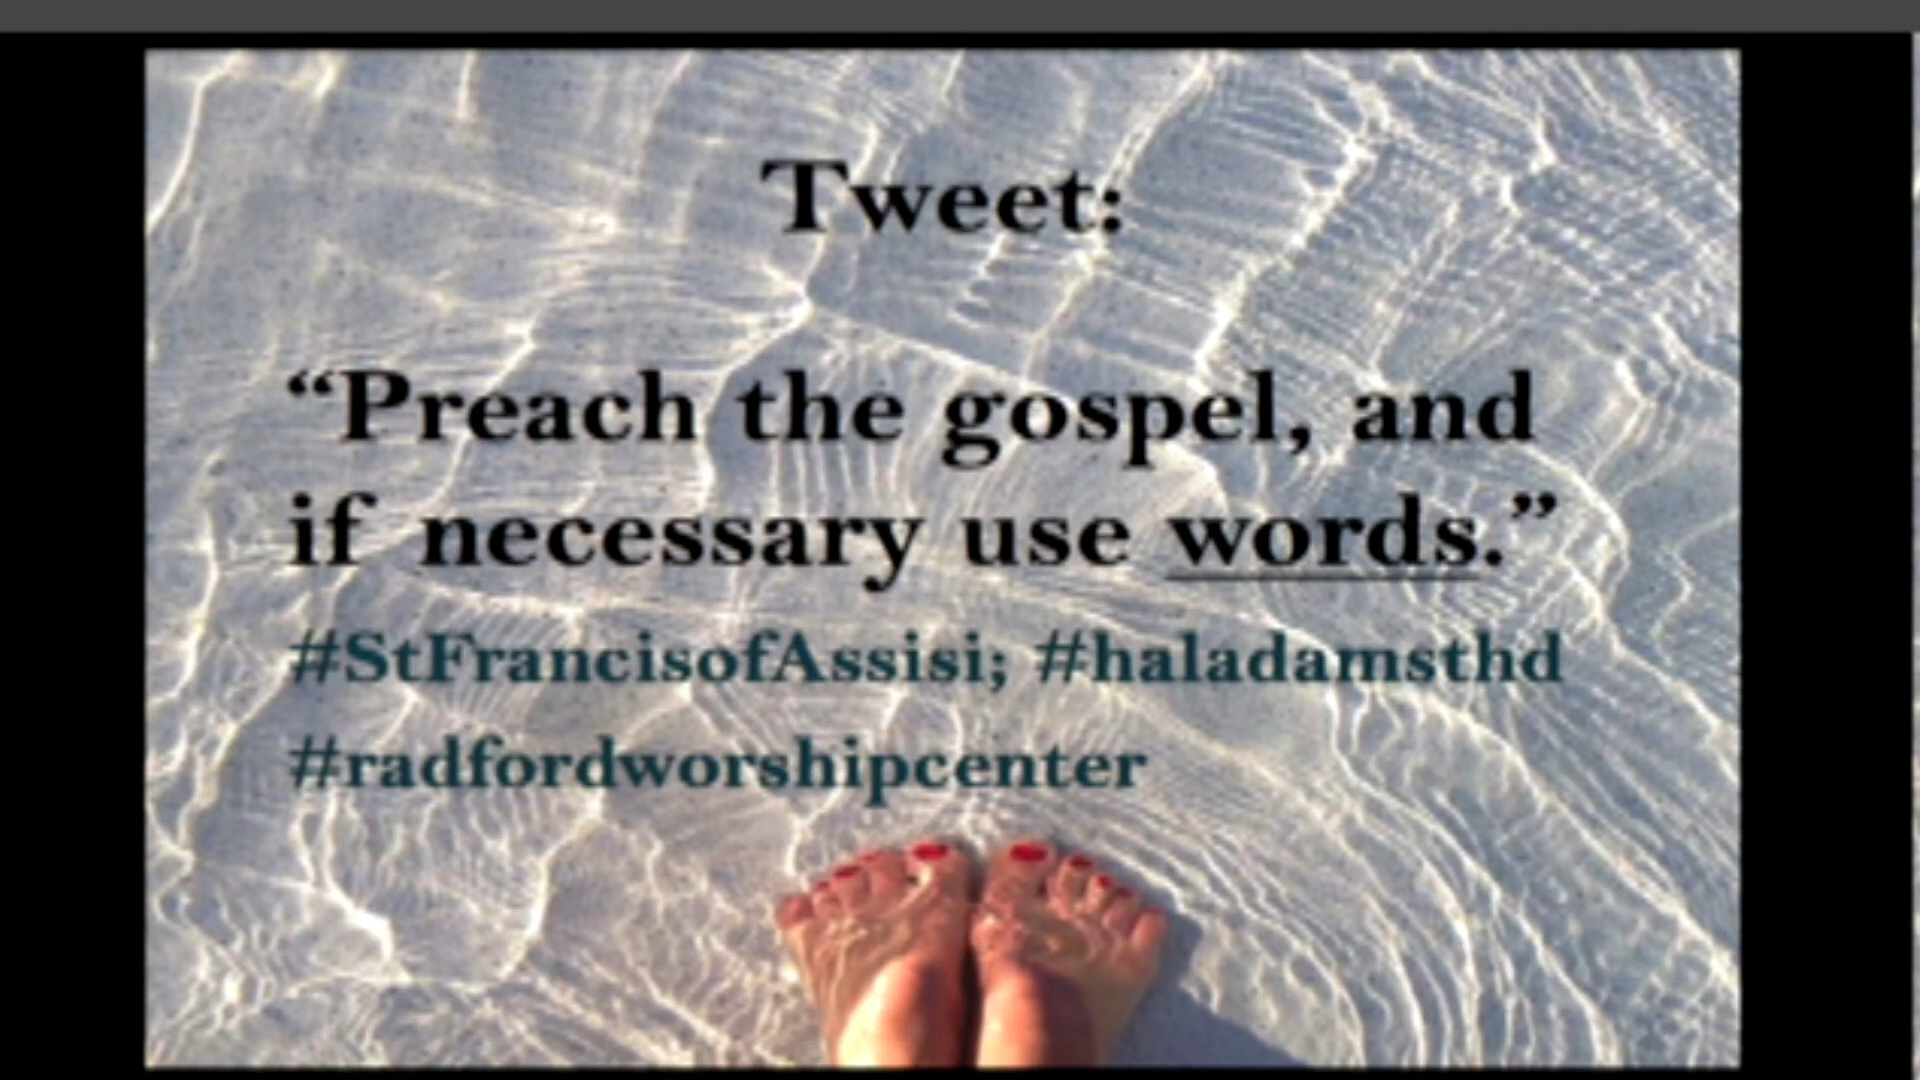 Tweet:
“Preach the gospel, and
if necessary use words.”
#StFrancisofAssisi; #haladamsthd
#radfordworshipcenter